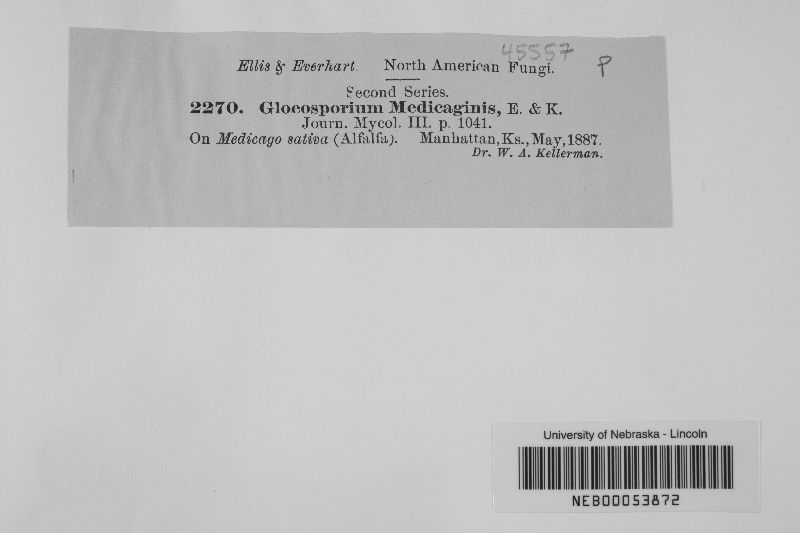 45557
Ellis & Everhart. North American Fungi. P
Second Series.
2270. Gloeosporium Medicaginis, E. & K.
Journ. Mycol. III. p. 1041.
On Medicago sativa (Alfalfa). Manhattan, Ks., May, 1887.
Dr. W. A. Kellerman.
University of Nebraska - Lincoln
NEB00053872